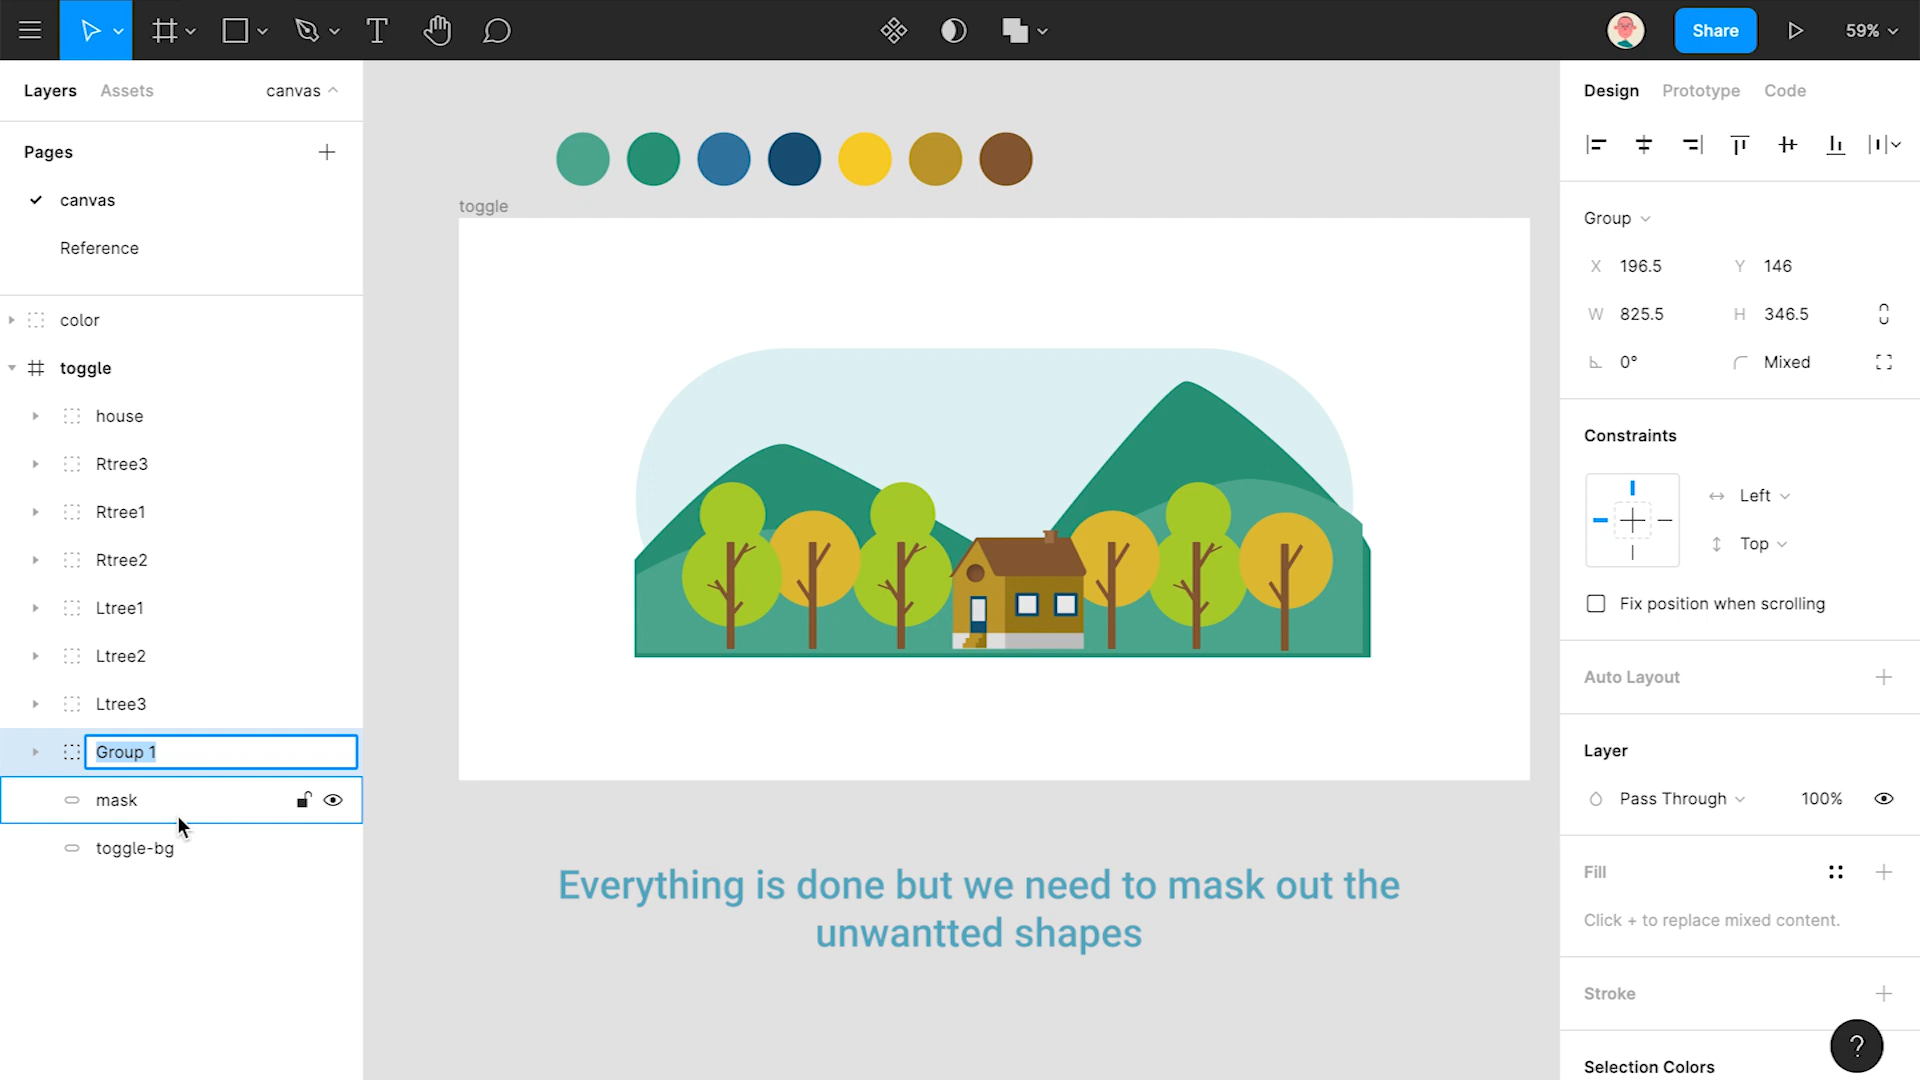 Share
59%
Layers
Assets
canvas
Pages
canvas
Reference
color
toggle
house
Rtree3
Rtree1
Rtree2
Ltree1
Ltree2
Ltree3
Group 1
mask
toggle-bg
toggle
Everything is done but we need to mask out the
unwantted shapes
Design
Prototype
Code
Group
X 196.5 Y 146
W 825.5 H 346.5
0° Mixed
Constraints
Left
Top
Fix position when scrolling
Auto Layout
Layer
Pass Through 100%
Fill
Click + to replace mixed content.
Stroke
Selection Colors
?